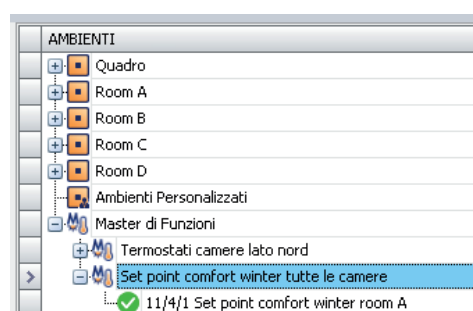 AMBIENTI
Quadro
Room A
Room B
Room C
Room D
Ambienti Personalizzati
Master di Funzioni
Termostati camere lato nord
Set point comfort winter tutte le camere
11/4/1 Set point comfort winter room A